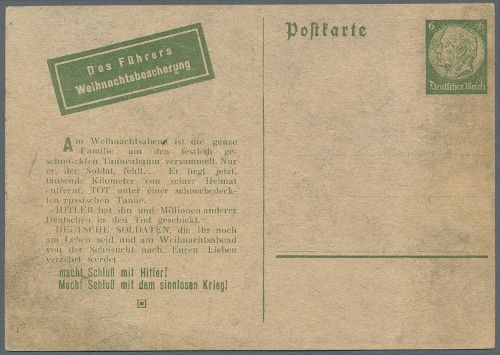 Des Führers
Weihnachtsbescherung
Postkarte
6
Deutsches Reich
Am Weihnachtsabend ist die ganze
Familie um den festlich ge-
schmückten Tannenbaum versammelt. Nur
er, der Soldat, fehlt... Er liegt jetzt,
tausende Kilometer von seiner Heimat
entfernt, TOT unter einer schneebedeck-
ten russischen Tanne.
HITLER hat ihn und Millionen anderer
Deutschen in den Tod geschickt.
DEUTSCHE SOLDATEN, die Ihr noch
am Leben seid und am Weihnachtsabend
von der Sehnsucht nach Euren Lieben
verzehrt werdet
macht Schluß mit Hitler!
Macht Schluß mit dem sinnlosen Krieg!